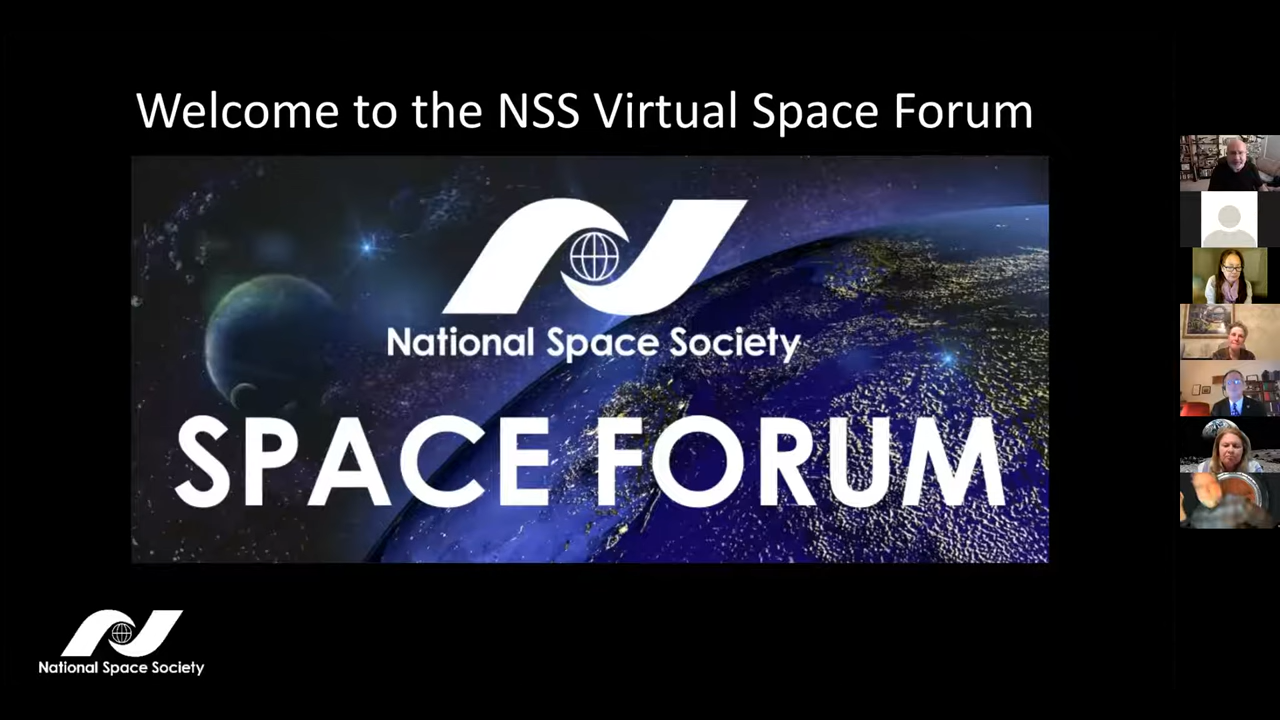 Welcome to the NSS Virtual Space Forum
National Space Society
SPACE FORUM
National Space Society